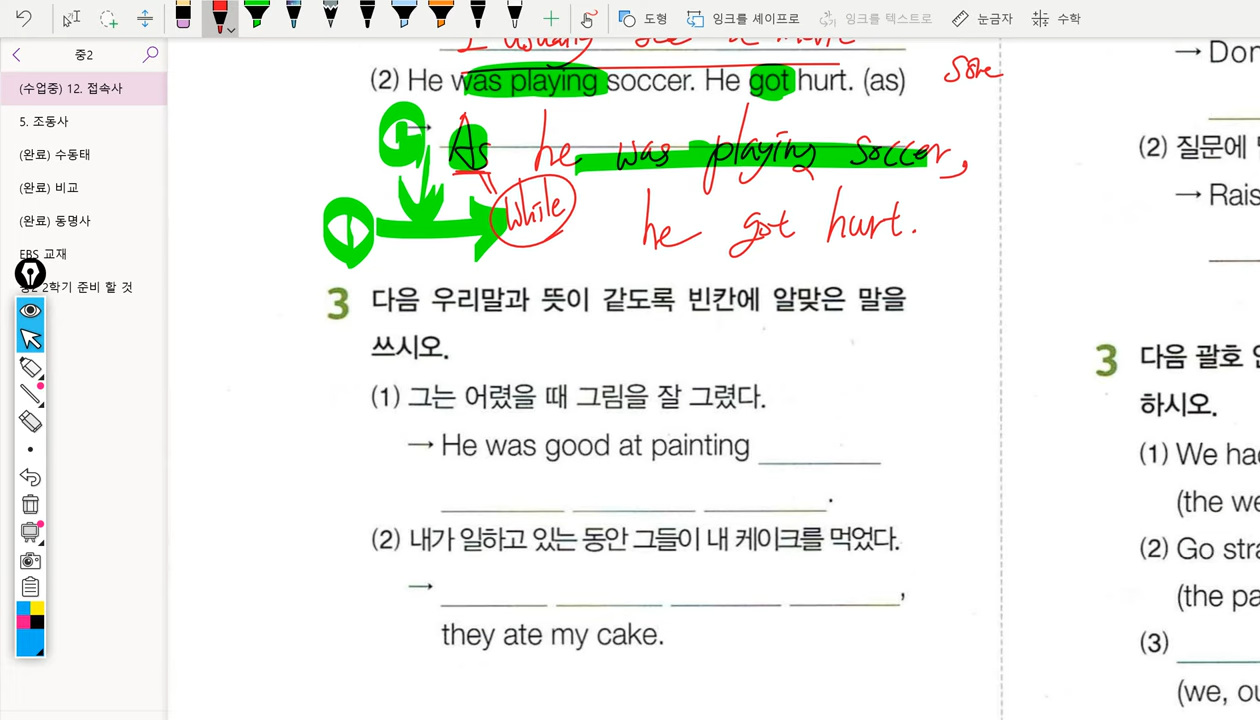 도형
잉크를 셰이프로
잉크를 텍스트로
눈금자
수학
중2
(수업중) 12. 접속사
5. 조동사
(완료) 수동태
(완료) 비교
(완료) 동명사
EBS 교재
2학기 준비 할 것
I usually see a movie
(2) He was playing soccer. He got hurt. (as)
→ As he was playing soccer,
While
he got hurt.
3 다음 우리말과 뜻이 같도록 빈칸에 알맞은 말을
쓰시오.
(1) 그는 어렸을 때 그림을 잘 그렸다.
→ He was good at painting
.
(2) 내가 일하고 있는 동안 그들이 내 케이크를 먹었다.
→ ,
they ate my cake.
→ Don
(2) 질문에
→ Rais
3 다음 괄호
하시오.
(1) We had
(the we
(2) Go stra
(the pa
(3)
(we, ou